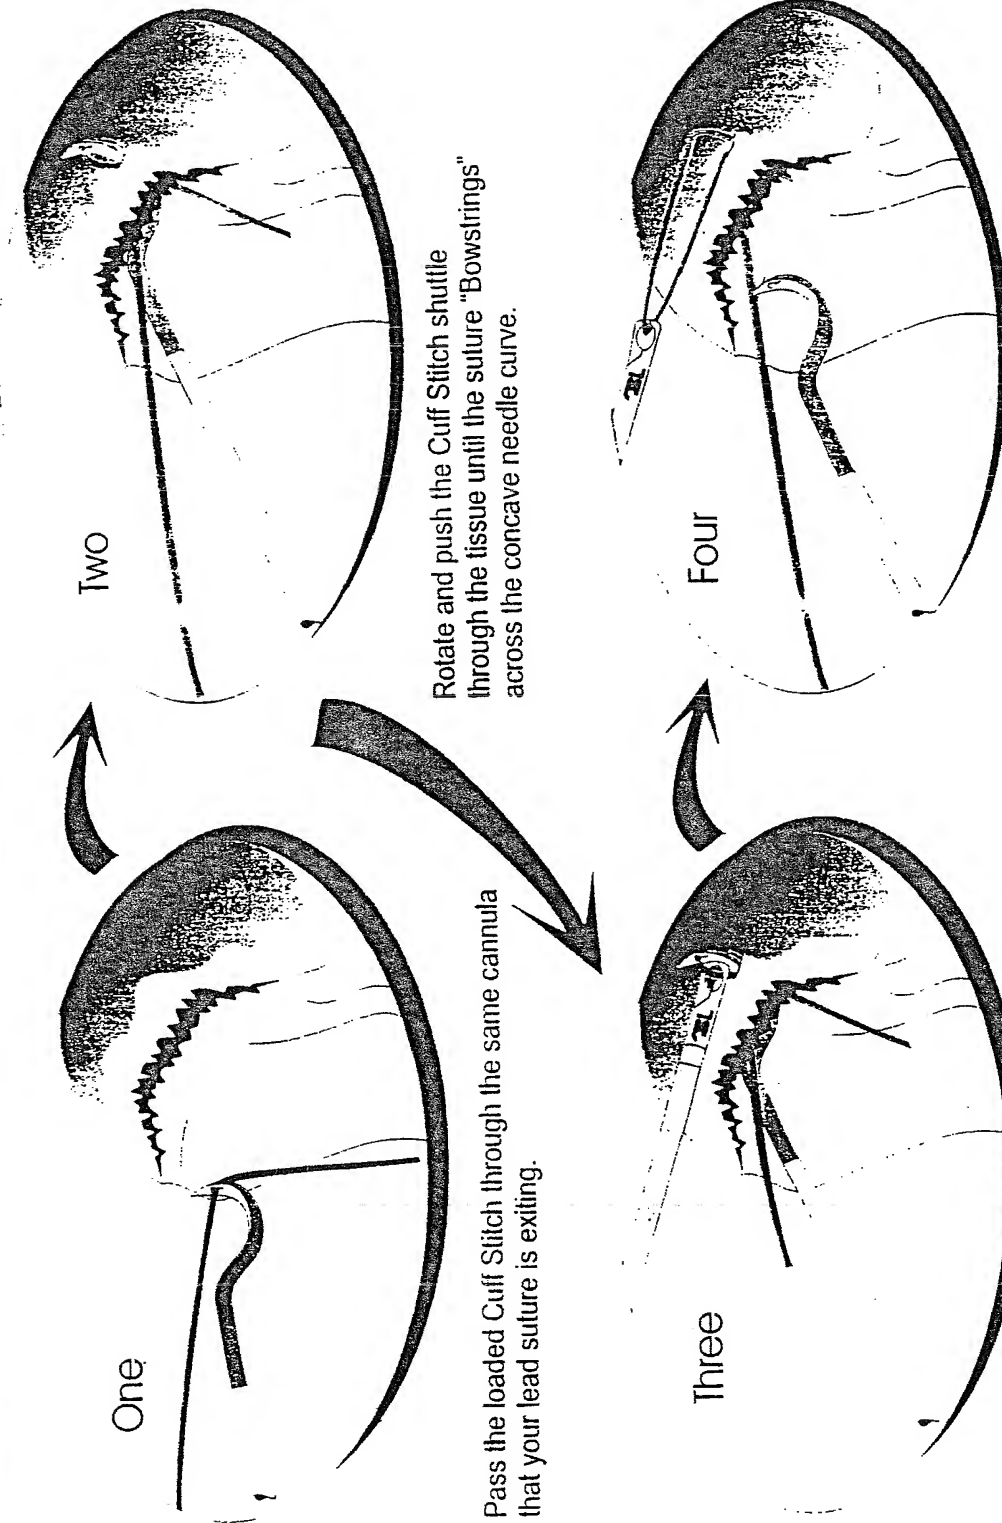 One
Pass the loaded Cuff Stitch through the same cannula
that your lead suture is exiting.
Two
Rotate and push the Cuff Stitch shuttle
through the tissue until the suture "Bowstrings"
across the concave needle curve.
Three
Four